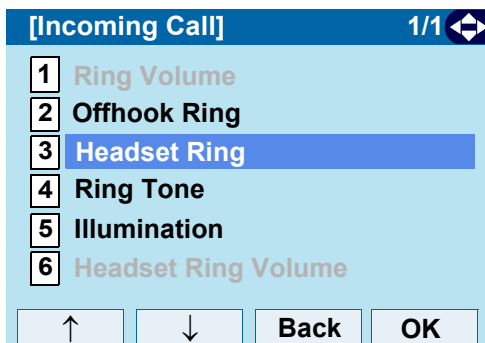 [Incoming Call] 1/1
1 Ring Volume
2 Offhook Ring
3 Headset Ring
4 Ring Tone
5 Illumination
6 Headset Ring Volume
↑ ↓ Back OK